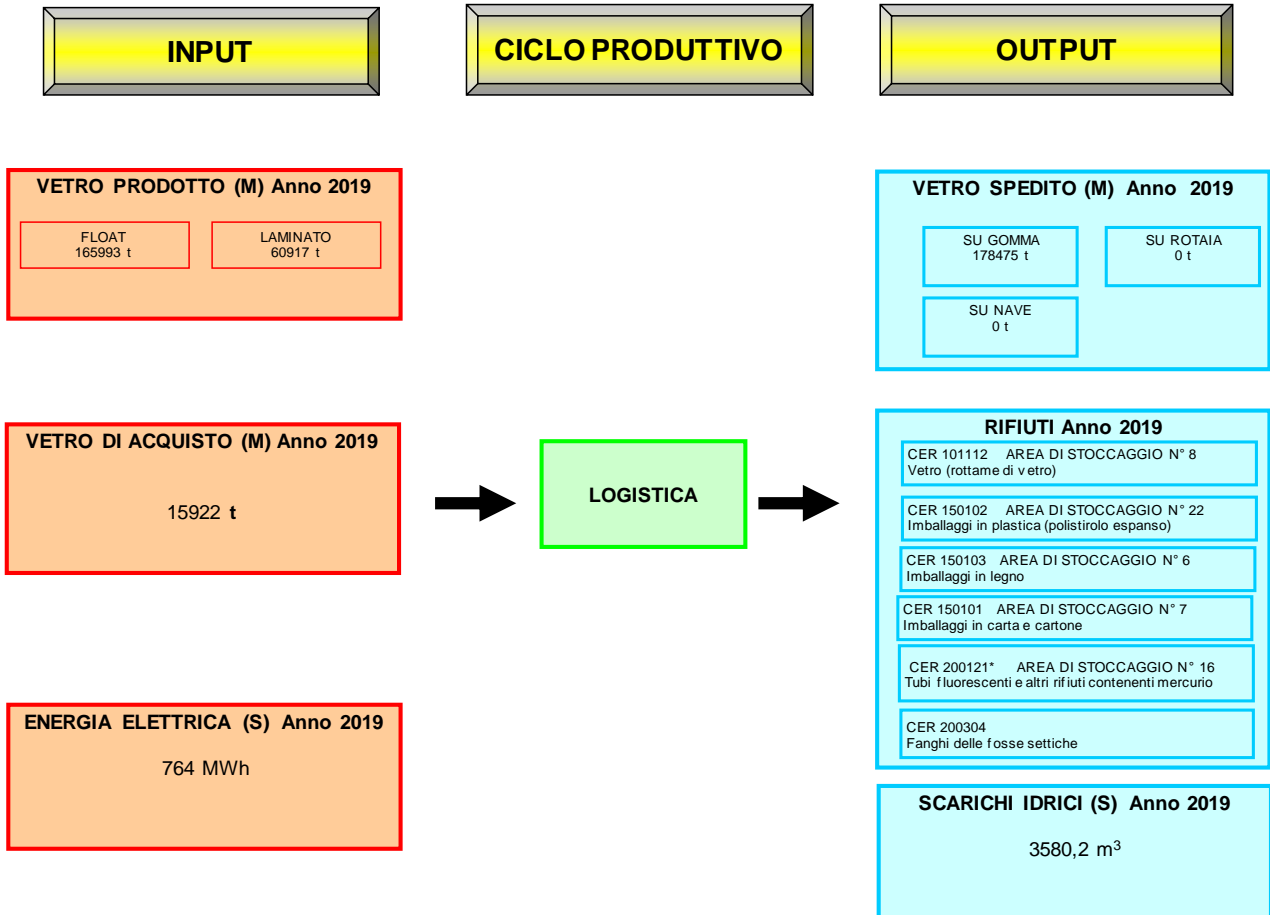 INPUT
CICLO PRODUTTIVO
OUTPUT
VETRO PRODOTTO (M) Anno 2019
FLOAT
165993 t
LAMINATO
60917 t
VETRO DI ACQUISTO (M) Anno 2019
15922 t
ENERGIA ELETTRICA (S) Anno 2019
764 MWh
LOGISTICA
VETRO SPEDITO (M) Anno 2019
SU GOMMA
178475 t
SU ROTAIA
0 t
SU NAVE
0 t
RIFIUTI Anno 2019
CER 101112 AREA DI STOCCAGGIO N° 8
Vetro (rottame di vetro)
CER 150102 AREA DI STOCCAGGIO N° 22
Imballaggi in plastica (polistirolo espanso)
CER 150103 AREA DI STOCCAGGIO N° 6
Imballaggi in legno
CER 150101 AREA DI STOCCAGGIO N° 7
Imballaggi in carta e cartone
CER 200121* AREA DI STOCCAGGIO N° 16
Tubi fluorescenti e altri rifiuti contenenti mercurio
CER 200304
Fanghi delle fosse settiche
SCARICHI IDRICI (S) Anno 2019
3580,2 m³